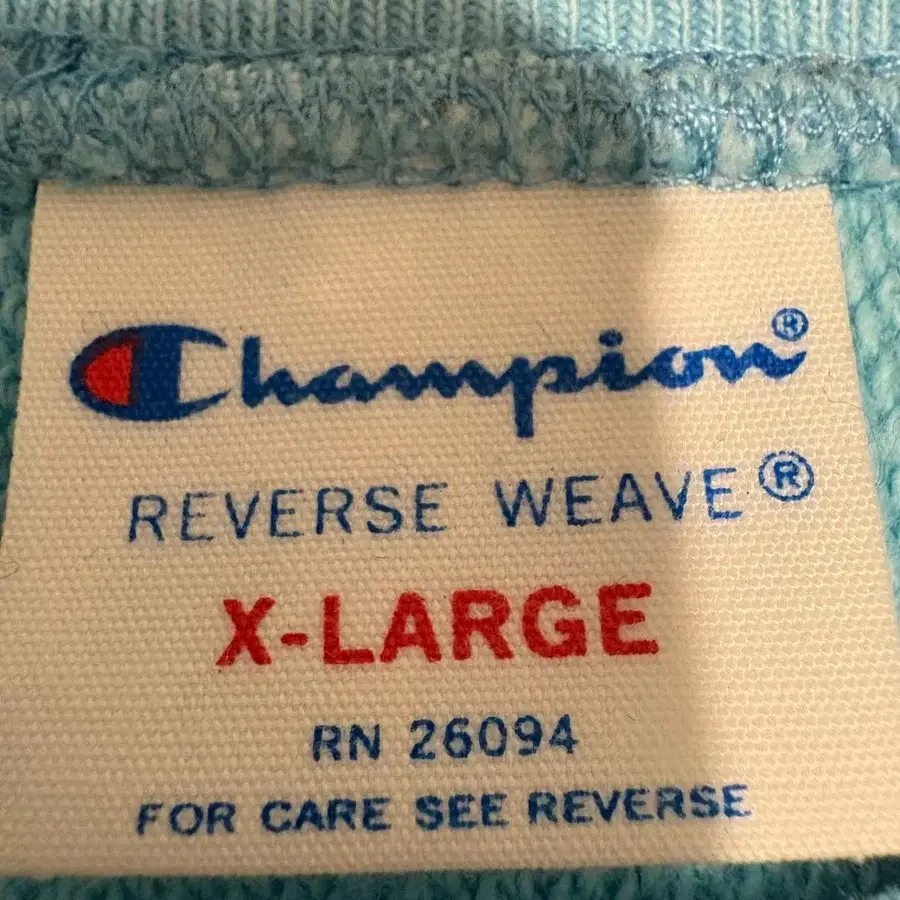 Champion®
REVERSE WEAVE®
X-LARGE
RN 26094
FOR CARE SEE REVERSE